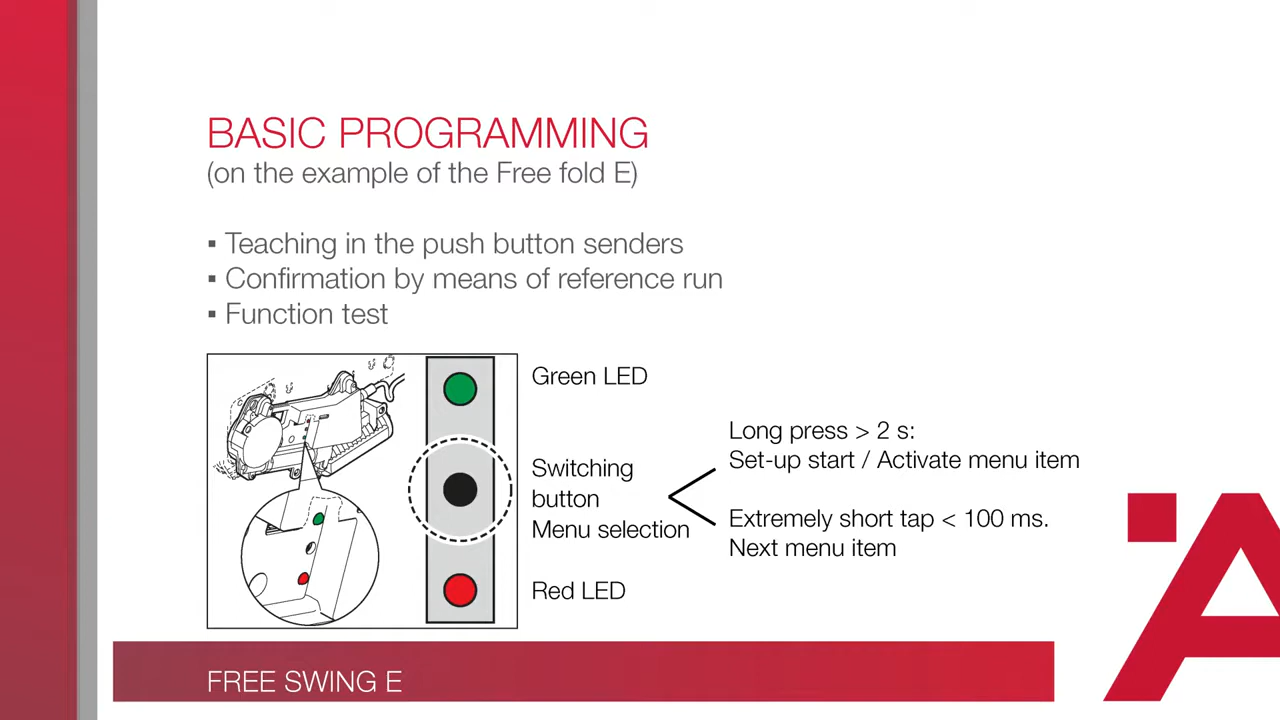 BASIC PROGRAMMING
(on the example of the Free fold E)
▪ Teaching in the push button senders
▪ Confirmation by means of reference run
▪ Function test
Green LED
Switching
button
Menu selection
Long press > 2 s:
Set-up start / Activate menu item
Extremely short tap < 100 ms.
Next menu item
Red LED
FREE SWING E